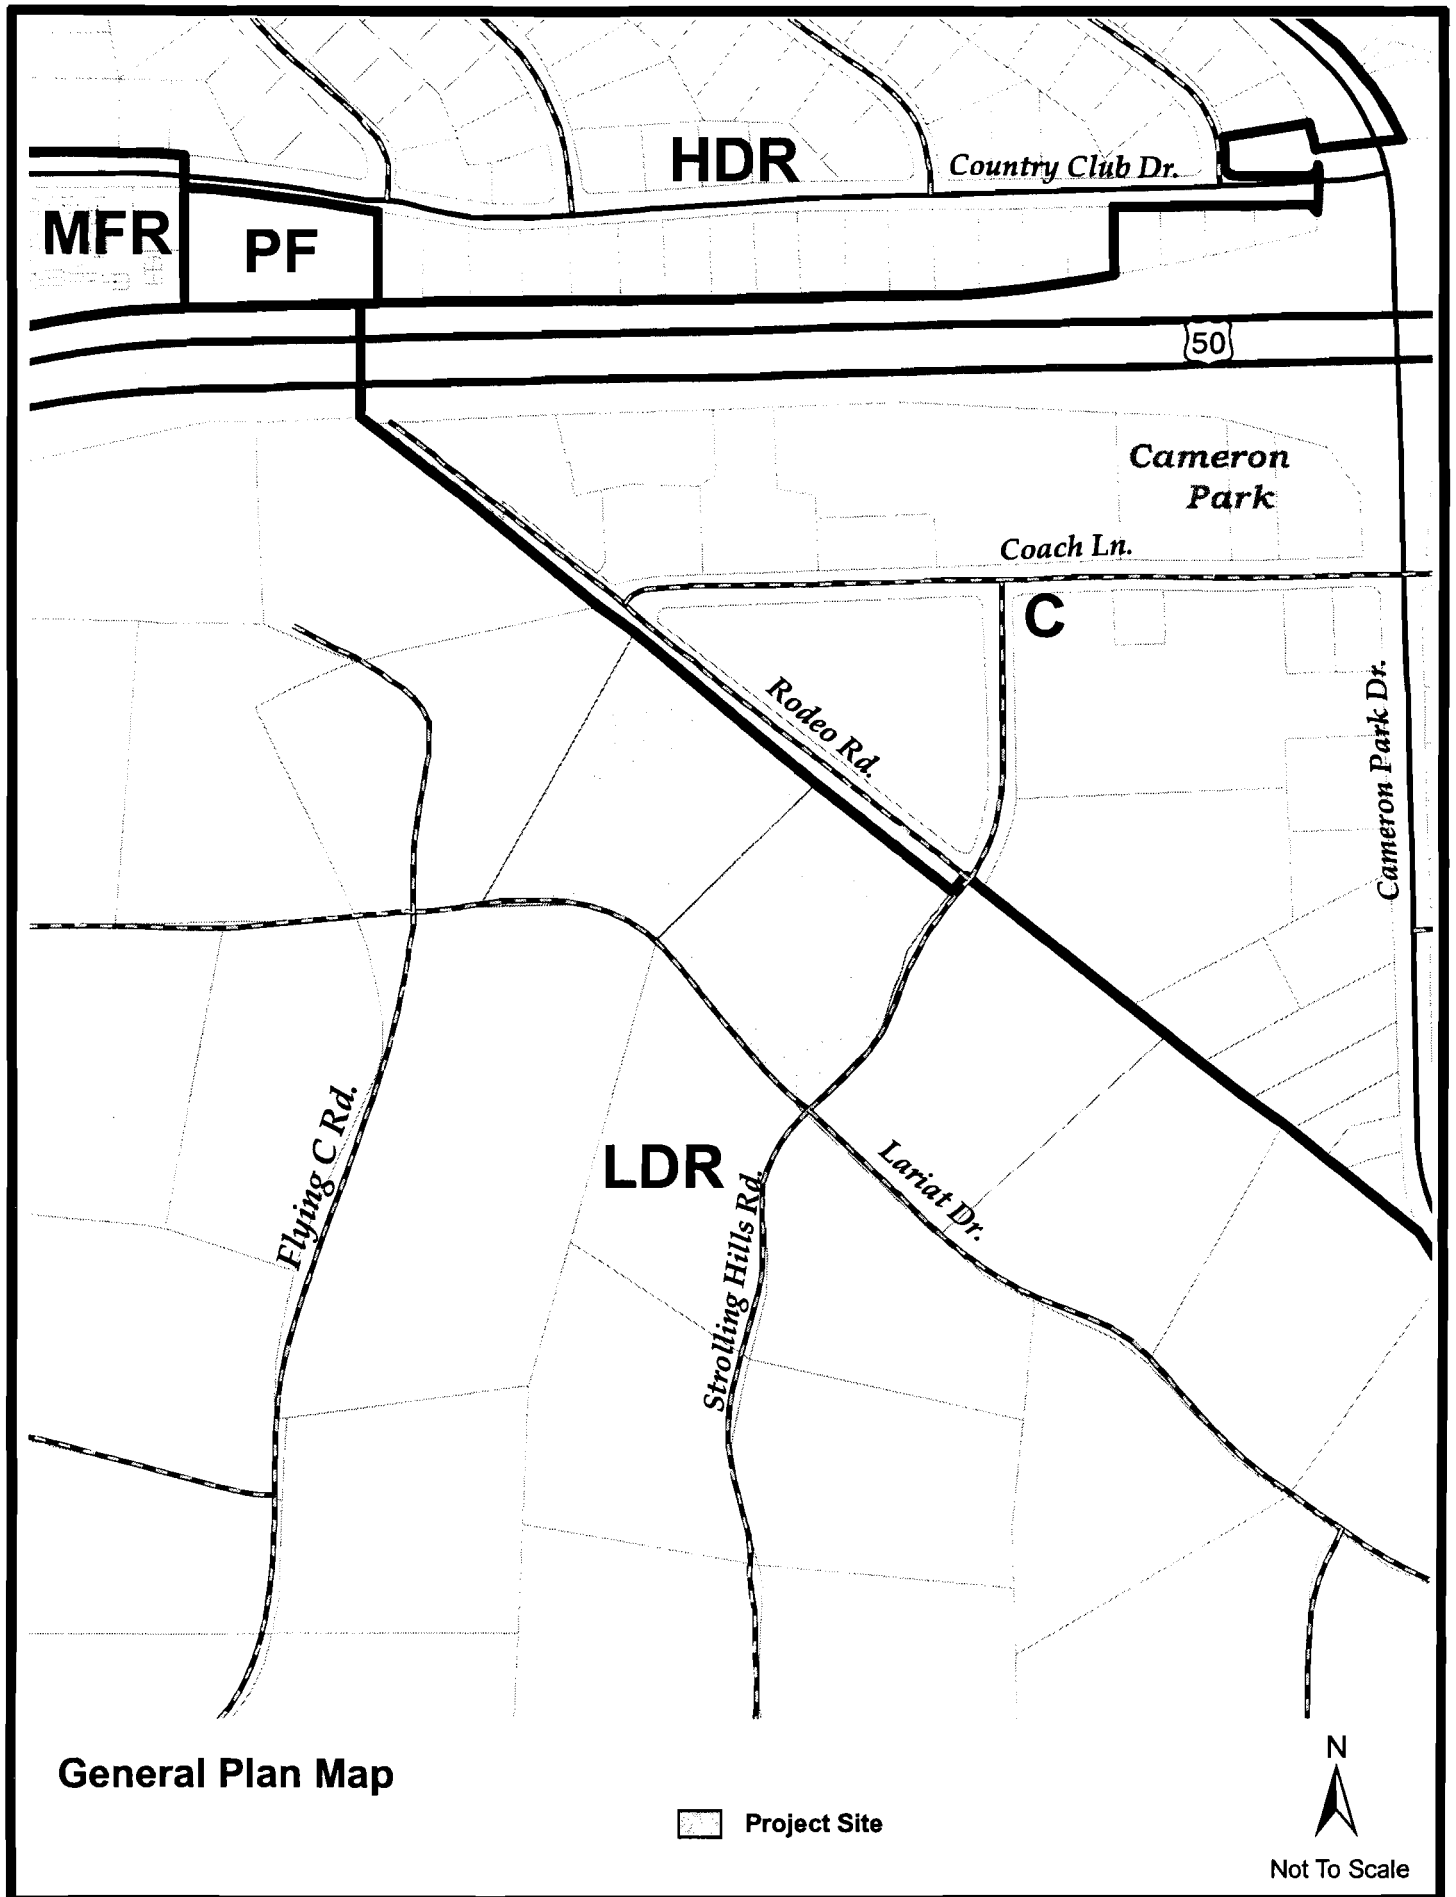 HDR
Country Club Dr.
MFR
PF
50
Cameron
Park
Coach Ln.
C
Rodeo Rd.
Cameron Park Dr.
Flying C Rd.
LDR
Lariat Dr.
Strolling Hills Rd.
General Plan Map
Project Site
N
Not To Scale